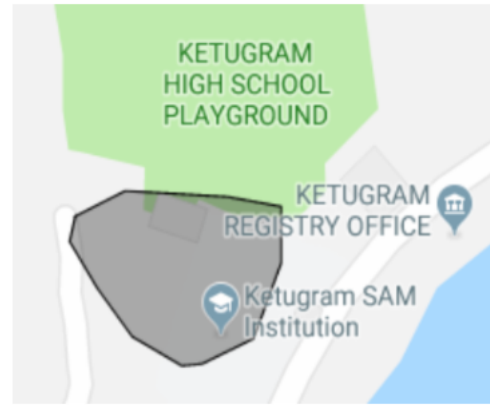 KETUGRAM
HIGH SCHOOL
PLAYGROUND
KETUGRAM
REGISTRY OFFICE
Ketugram SAM
Institution